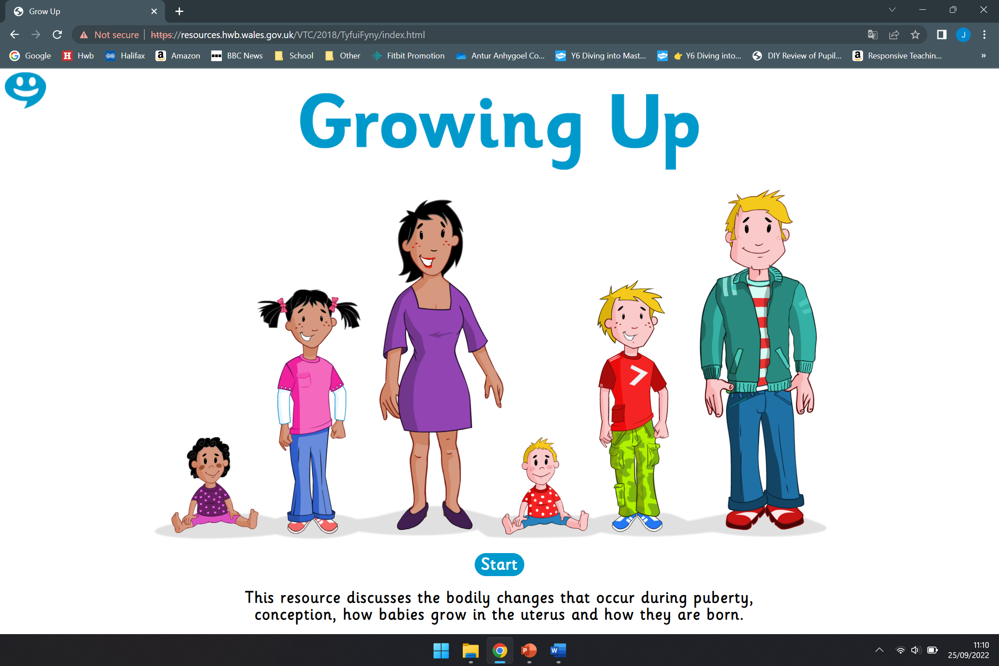 Grow Up
Not secure https://resources.hwb.wales.gov.uk/VTC/2018/TyfuiFyny/index.html J
Google Hwb Halifax Amazon BBC News School Other Fitbit Promotion Antur Anhygoel Co... Y6 Diving into Mast... Y6 Diving into... DIY Review of Pupil... Responsive Teachin... »
Growing Up
Start
This resource discusses the bodily changes that occur during puberty,
conception, how babies grow in the uterus and how they are born.
11:10
25/09/2022